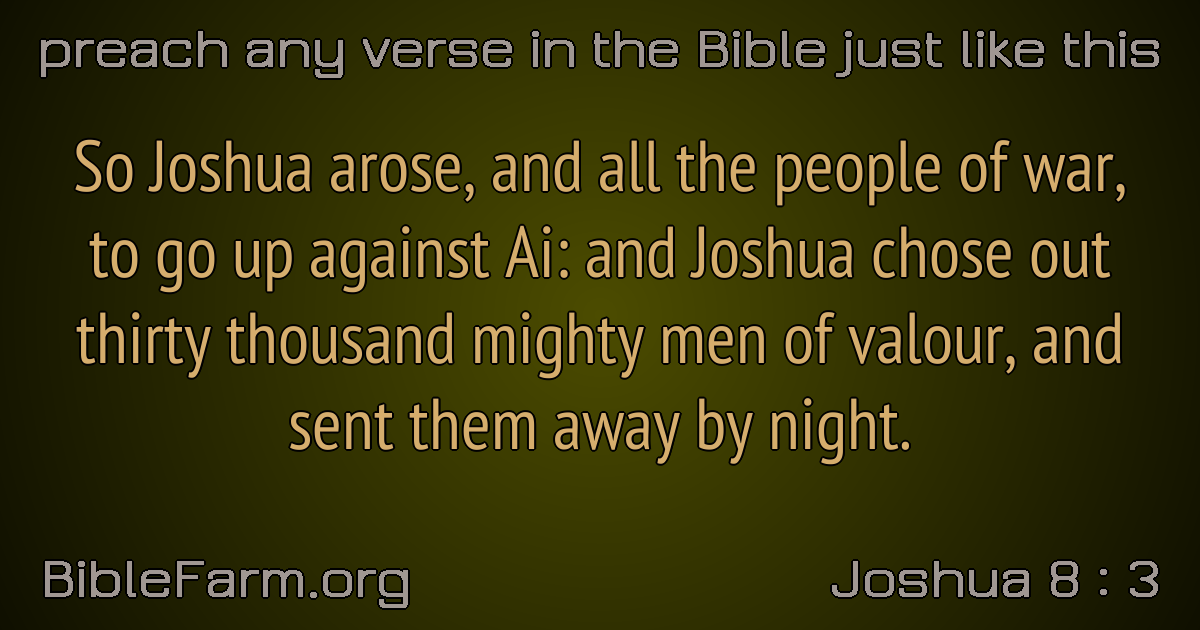 preach any verse in the Bible just like this
So Joshua arose, and all the people of war,
to go up against Ai: and Joshua chose out
thirty thousand mighty men of valour, and
sent them away by night.
BibleFarm.org
Joshua 8 : 3